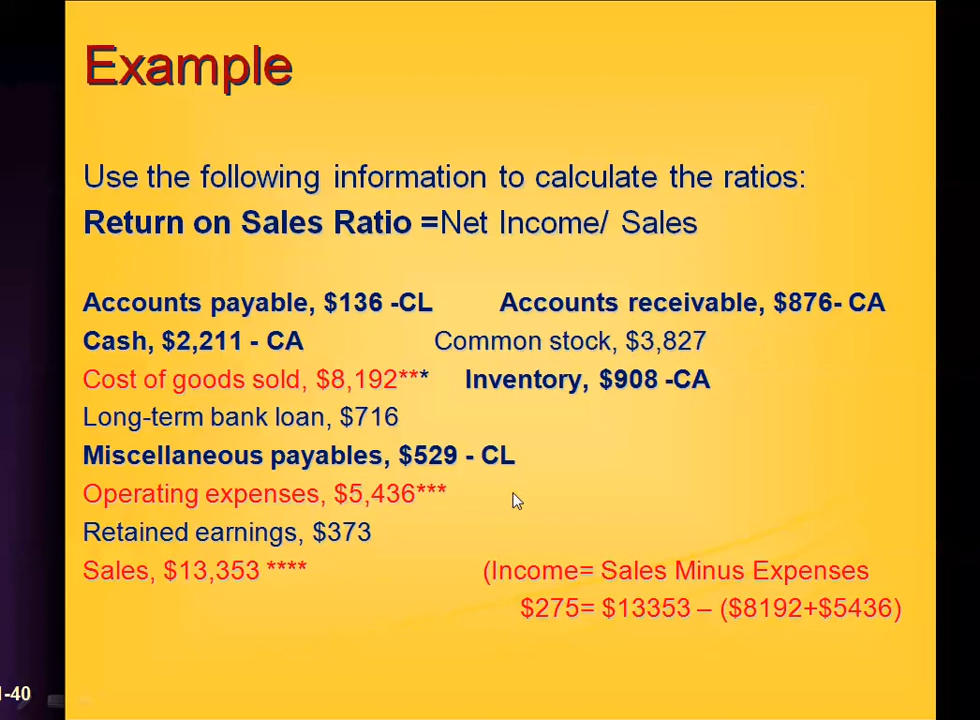 Example
Use the following information to calculate the ratios:
Return on Sales Ratio =Net Income/ Sales
Accounts payable, $136 -CL Accounts receivable, $876- CA
Cash, $2,211 - CA Common stock, $3,827
Cost of goods sold, $8,192*** Inventory, $908 -CA
Long-term bank loan, $716
Miscellaneous payables, $529 - CL
Operating expenses, $5,436***
Retained earnings, $373
Sales, $13,353 **** (Income= Sales Minus Expenses
$275= $13353 – ($8192+$5436)
-40